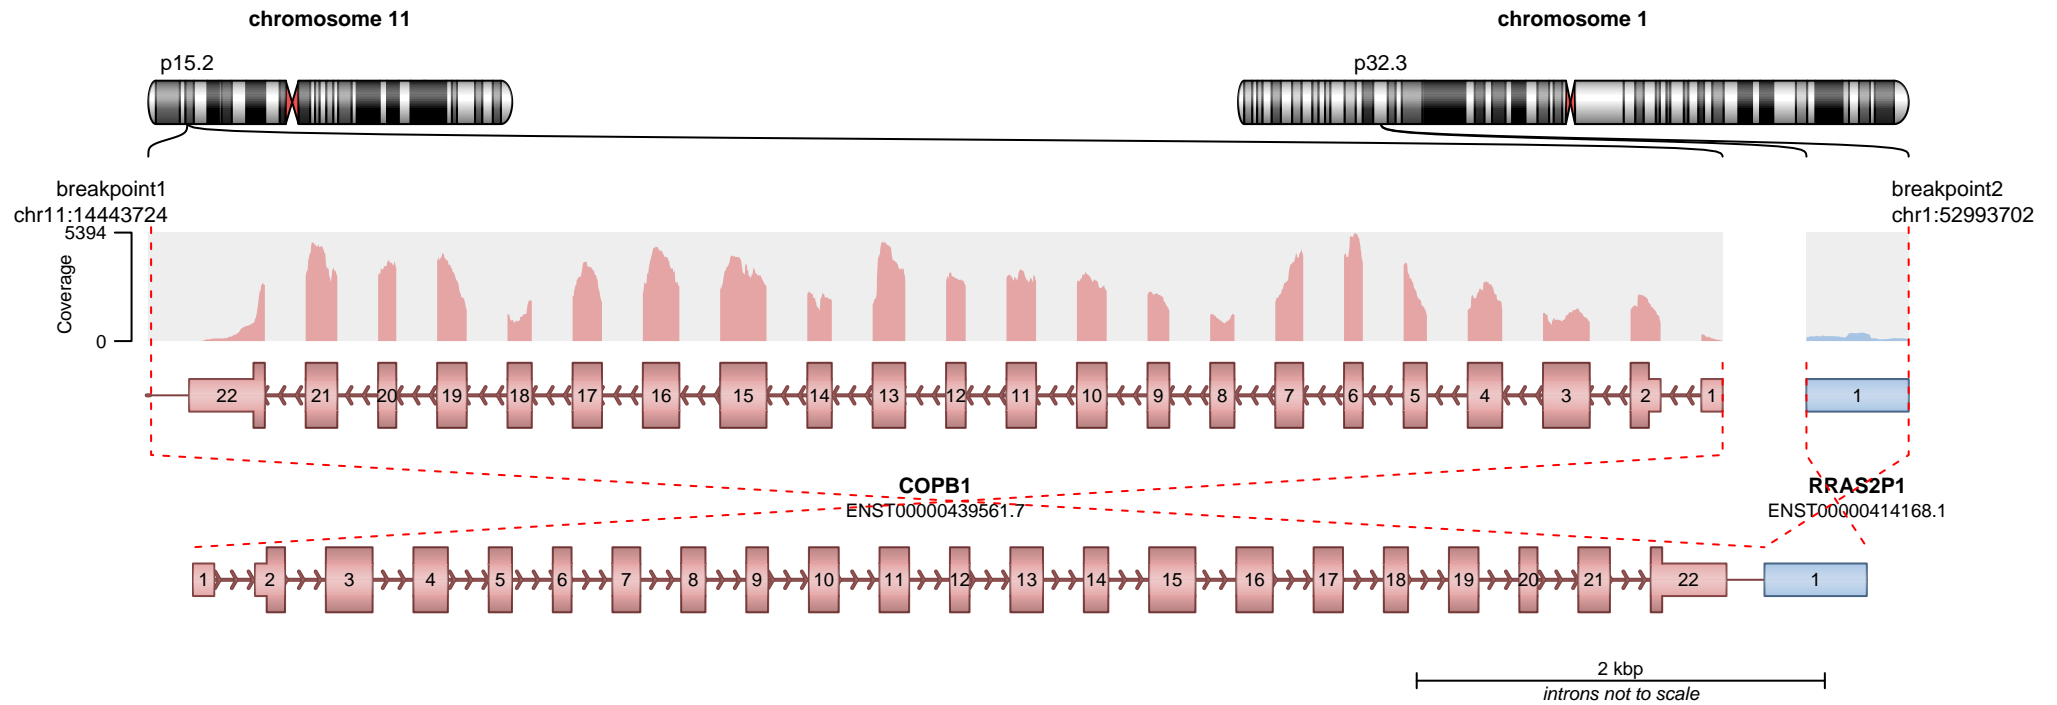 chromosome 11
chromosome 1
p15.2
p32.3
breakpoint1
chr11:14443724
breakpoint2
chr1:52993702
5394
Coverage
0
22 21 20 19 18 17 16 15 14 13 12 11 10 9 8 7 6 5 4 3 2 1 1
COPB1
ENST00000439561.7
RRAS2P1
ENST00000414168.1
1 2 3 4 5 6 7 8 9 10 11 12 13 14 15 16 17 18 19 20 21 22 1
2 kbp
introns not to scale